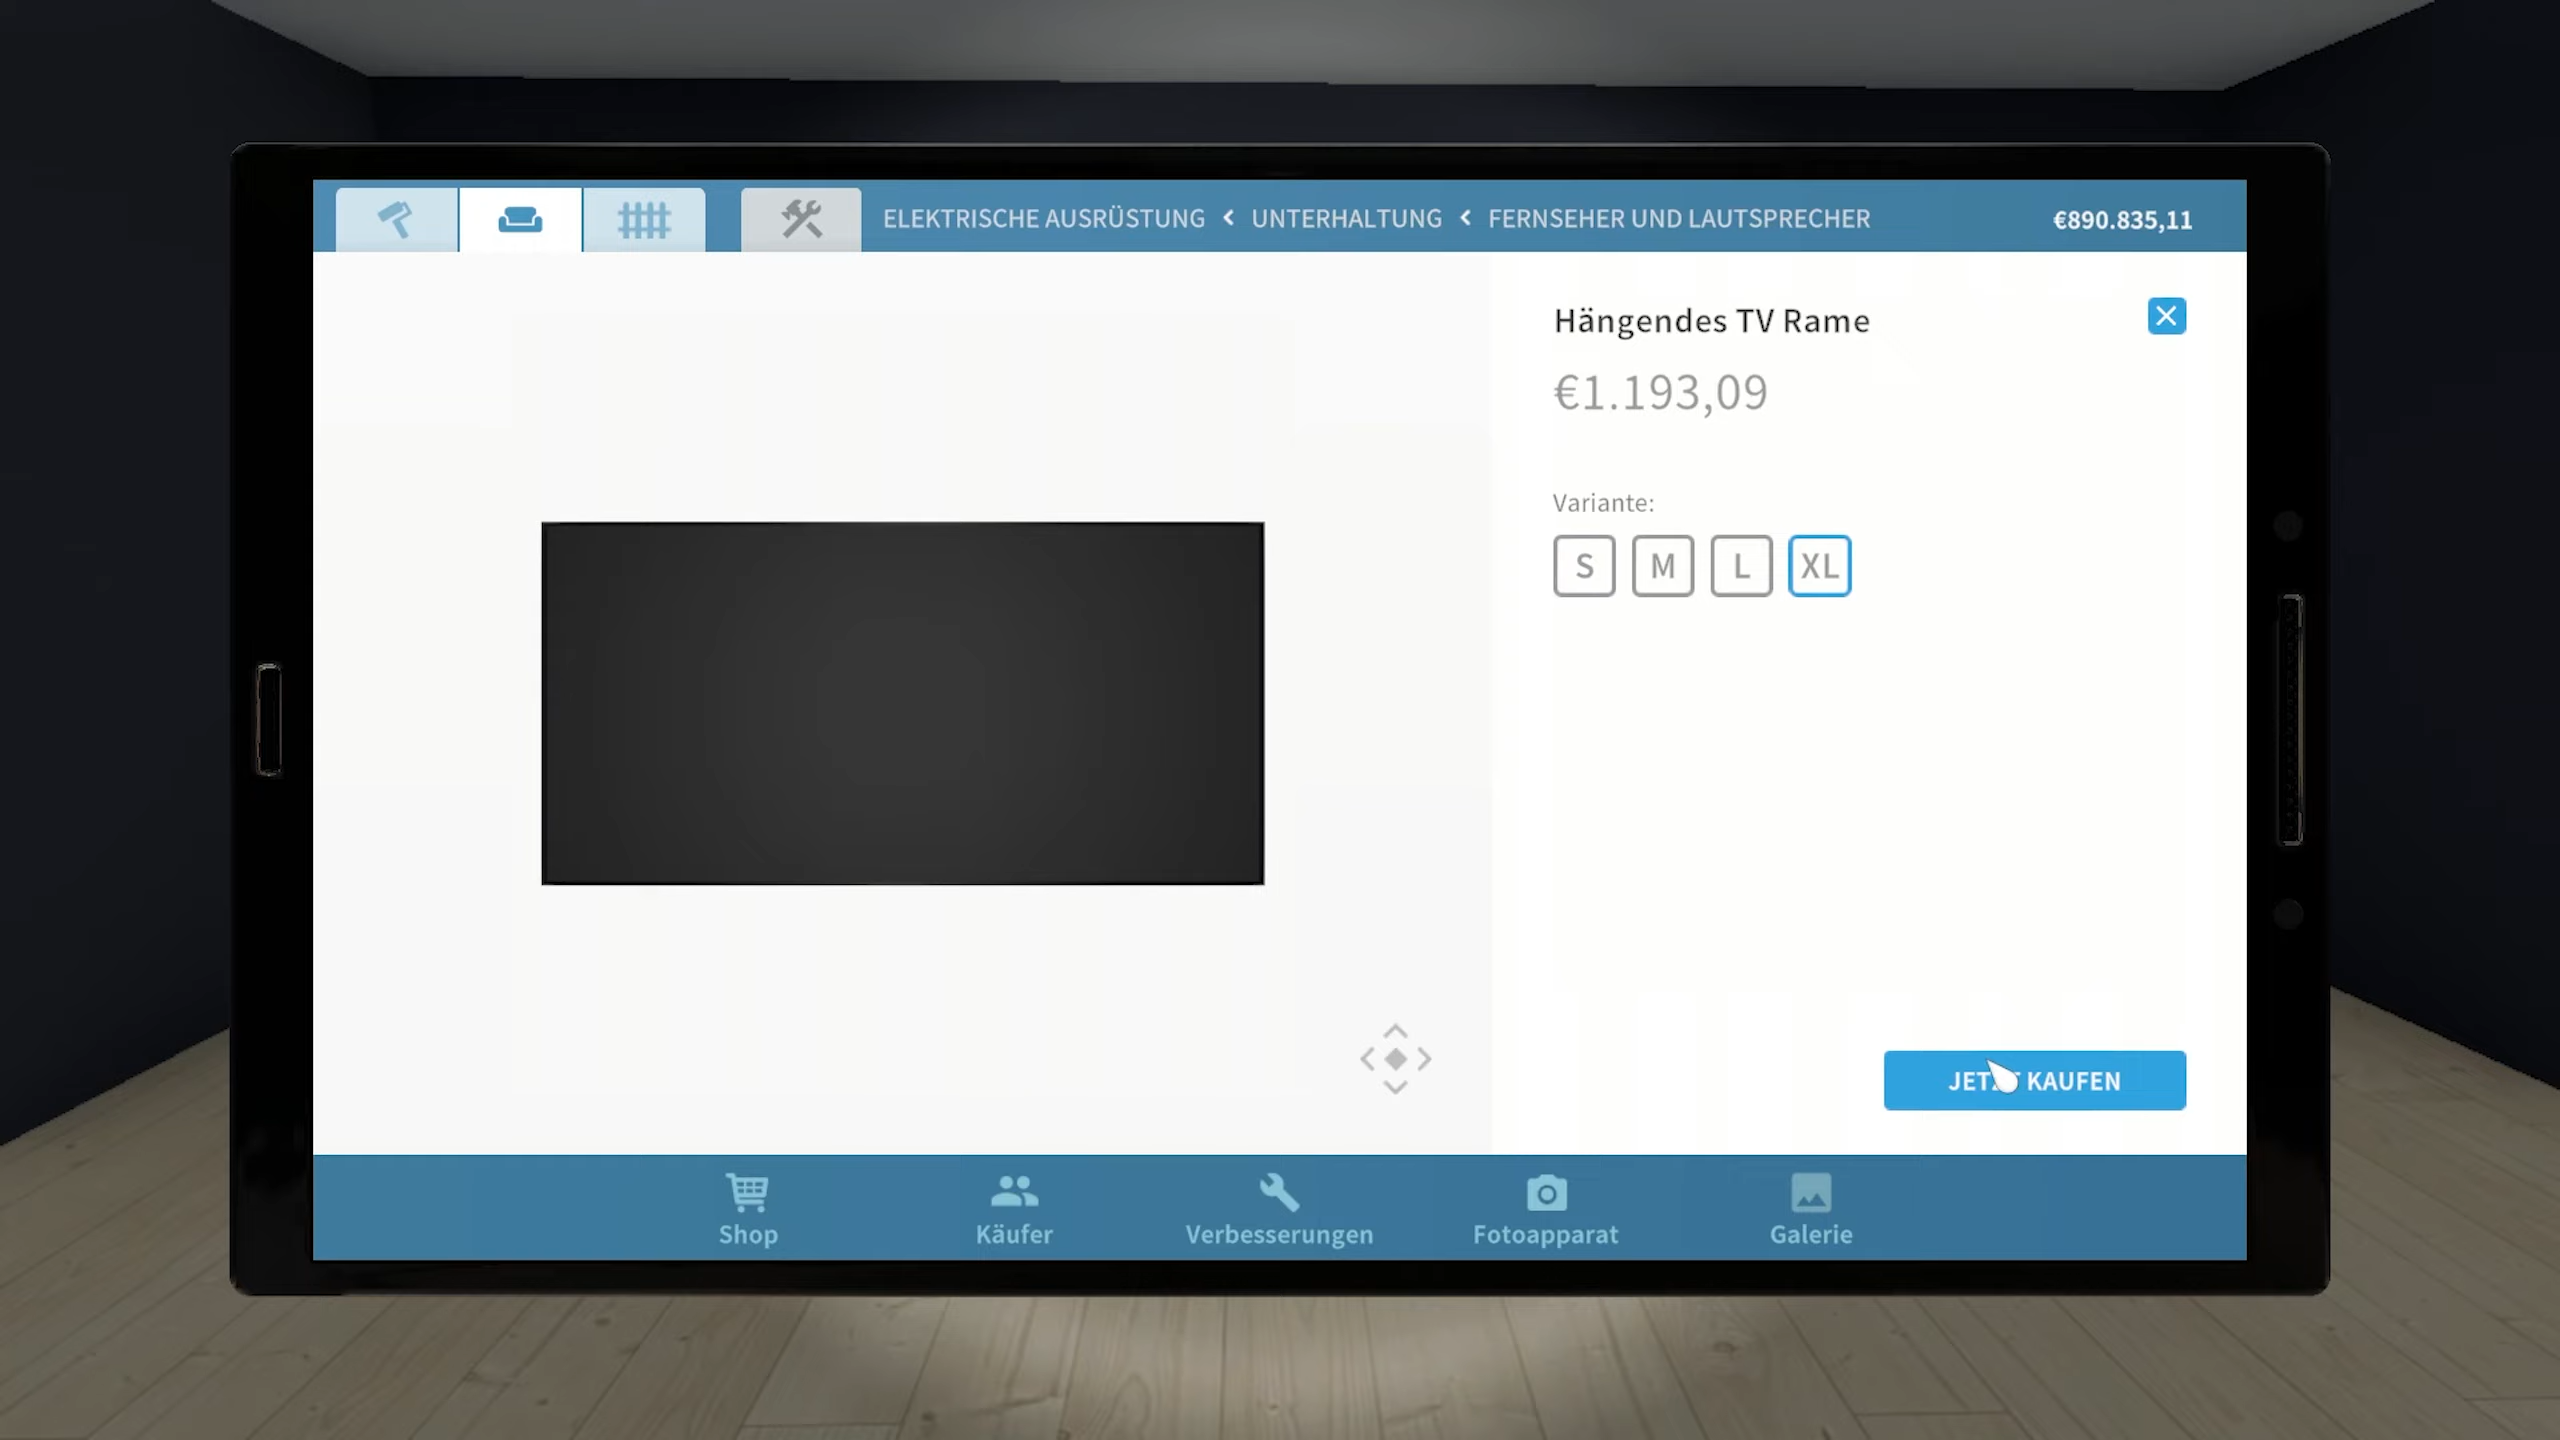 ELEKTRISCHE AUSRÜSTUNG < UNTERHALTUNG < FERNSEHER UND LAUTSPRECHER
€890.835,11
Hängendes TV Rame
€1.193,09
Variante:
S M L XL
JETZT KAUFEN
Shop Käufer Verbesserungen Fotoapparat Galerie